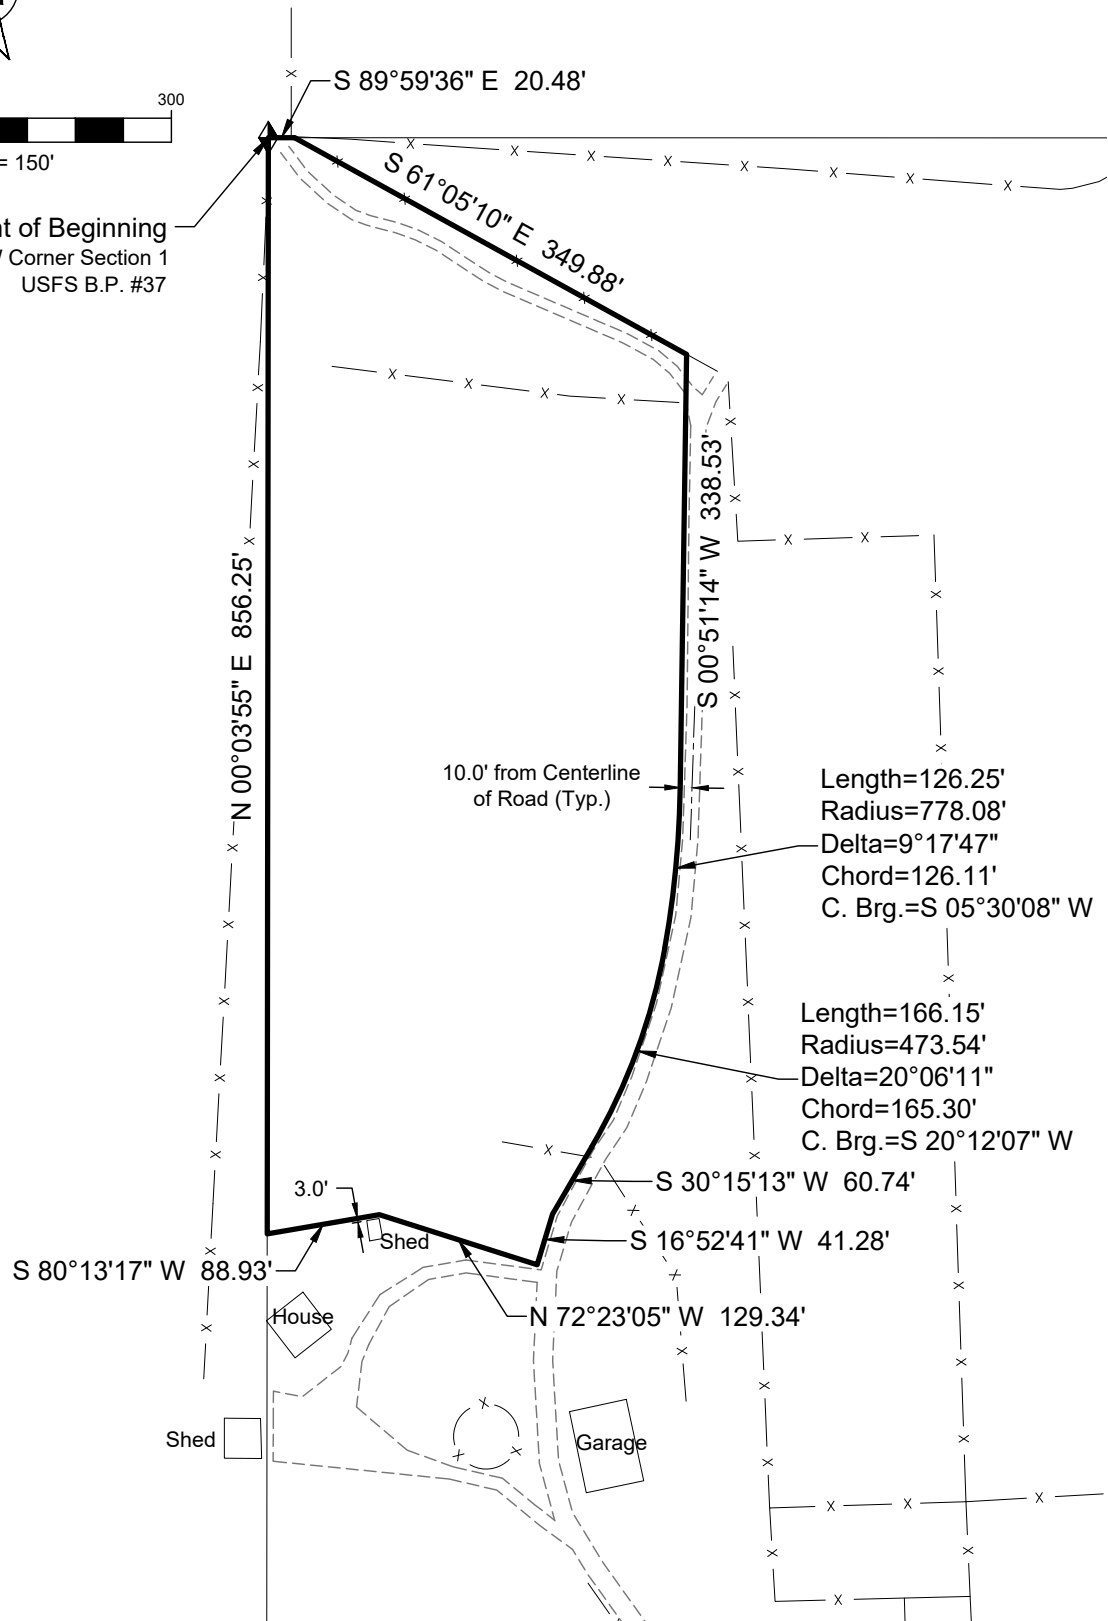 S 89°59'36" E 20.48'
300
= 150'
S 61°05'10" E 349.88'
of Beginning
Corner Section 1
USFS B.P. #37
S 00°51'14" W 338.53'
N 00°03'55" E 856.25'
10.0' from Centerline
of Road (Typ.)
Length=126.25'
Radius=778.08'
Delta=9°17'47"
Chord=126.11'
C. Brg.=S 05°30'08" W
Length=166.15'
Radius=473.54'
Delta=20°06'11"
Chord=165.30'
C. Brg.=S 20°12'07" W
S 30°15'13" W 60.74'
3.0'
Shed
S 16°52'41" W 41.28'
S 80°13'17" W 88.93'
House
N 72°23'05" W 129.34'
Shed
Garage